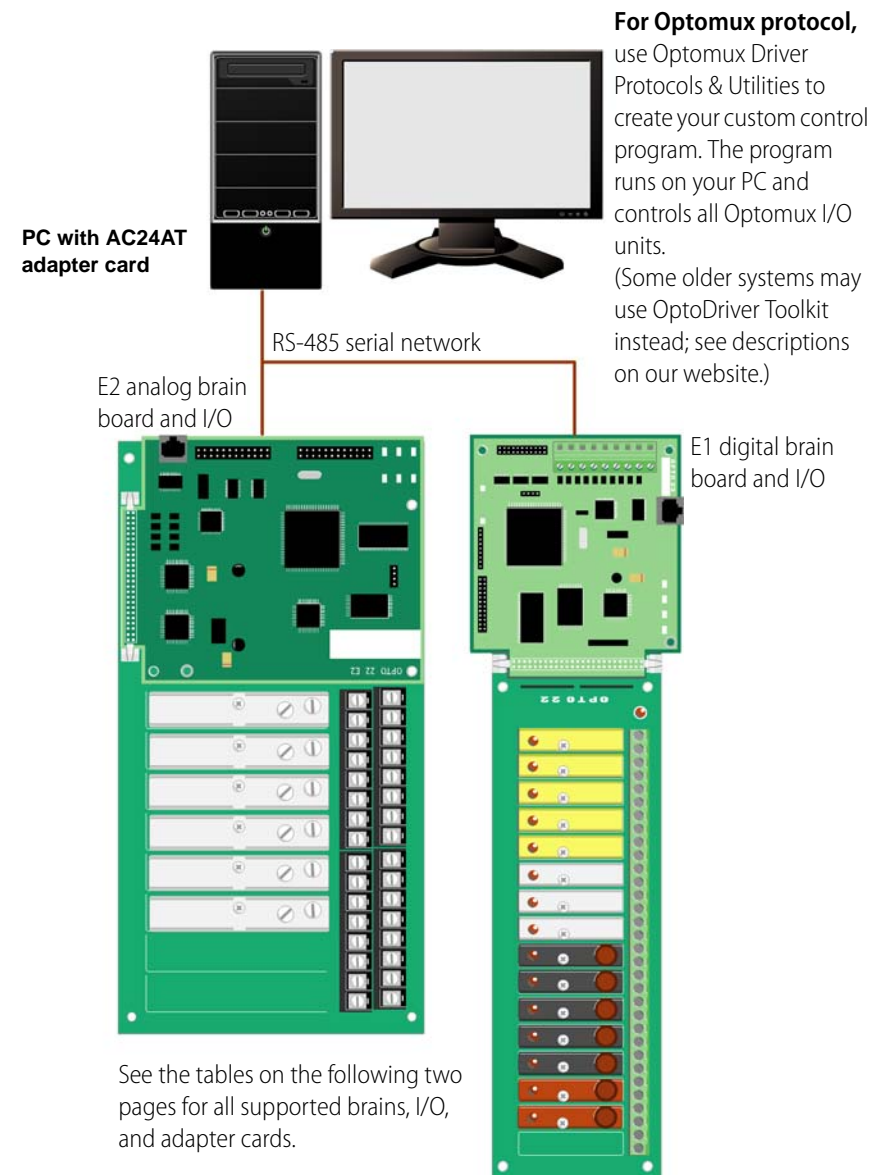 For Optomux protocol,
use Optomux Driver
Protocols & Utilities to
create your custom control
program. The program
runs on your PC and
controls all Optomux I/O
units.
(Some older systems may
use OptoDriver Toolkit
instead; see descriptions
on our website.)
PC with AC24AT
adapter card
RS-485 serial network
E2 analog brain
board and I/O
E1 digital brain
board and I/O
OPTO 22 E2
OPTO 22
See the tables on the following two
pages for all supported brains, I/O,
and adapter cards.